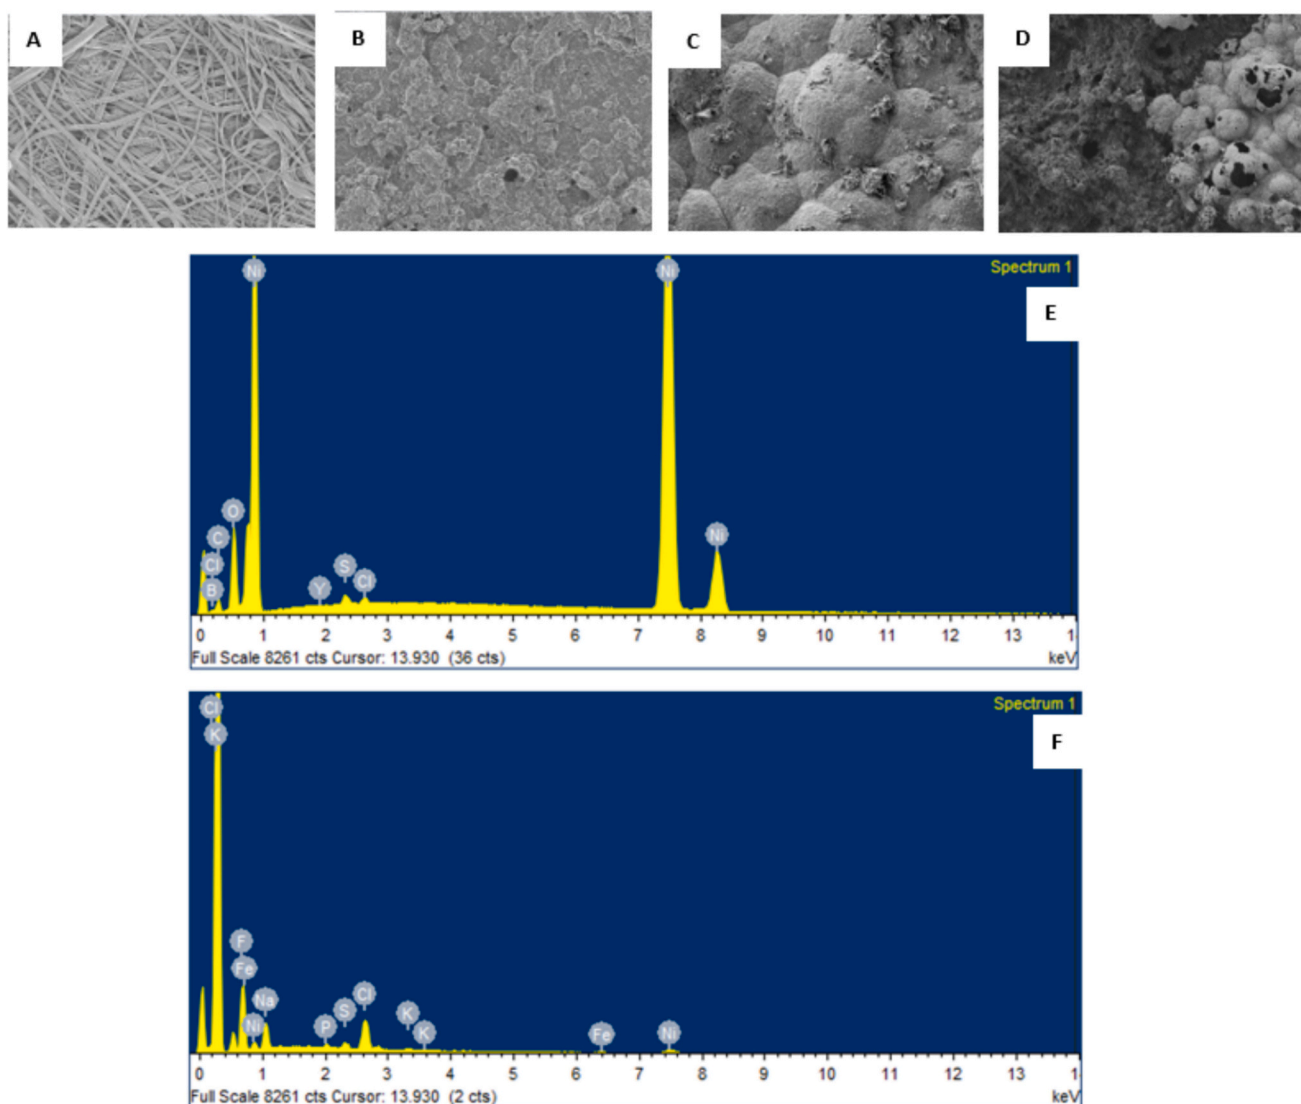 A B C D
Spectrum 1
E
Ni Ni
O
C
Ni
Cl
S
Cl
B
Y
0 1 2 3 4 5 6 7 8 9 10 11 12 13 1
Full Scale 8261 cts Cursor: 13.930 (36 cts) keV
Spectrum 1
F
Cl
K
F
Fe
Na
Cl
S
K
Ni
P
K
Fe
Ni
0 1 2 3 4 5 6 7 8 9 10 11 12 13 1
Full Scale 8261 cts Cursor: 13.930 (2 cts) keV